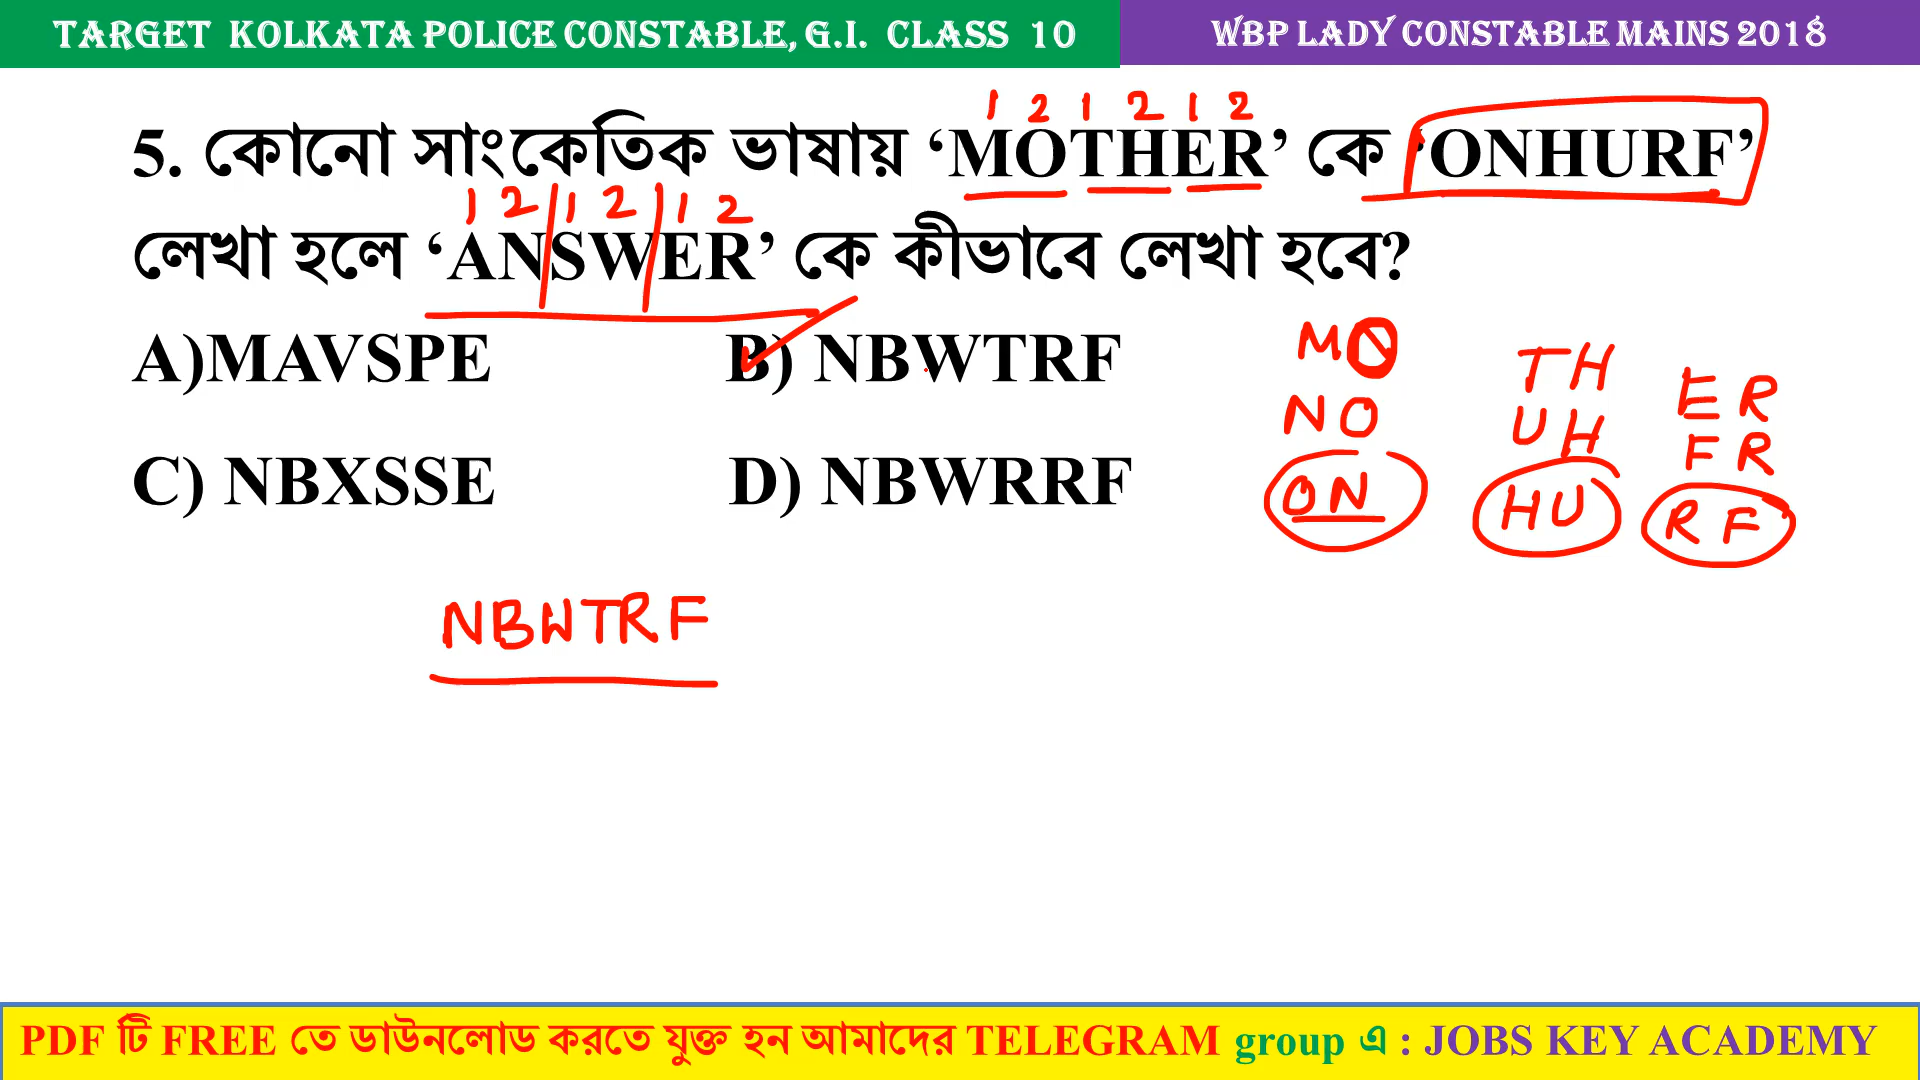 TARGET KOLKATA POLICE CONSTABLE, G.I. CLASS 10
WBP LADY CONSTABLE MAINS 2018
1 2 1 2 1 2
5. কোনো সাংকেতিক ভাষায় ‘MOTHER’ কে ‘ONHURF’
1 2 1 2 1 2
লেখা হলে ‘ANSWER’ কে কীভাবে লেখা হবে?
A)MAVSPE B) NBWTRF
C) NBXSSE D) NBWRRF
M
NO
ON
TH
UH
HU
ER
FR
RF
NBWTRF
PDF টি FREE তে ডাউনলোড করতে যুক্ত হন আমাদের TELEGRAM group এ : JOBS KEY ACADEMY